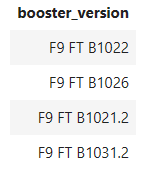 booster_version
F9 FT B1022
F9 FT B1026
F9 FT B1021.2
F9 FT B1031.2